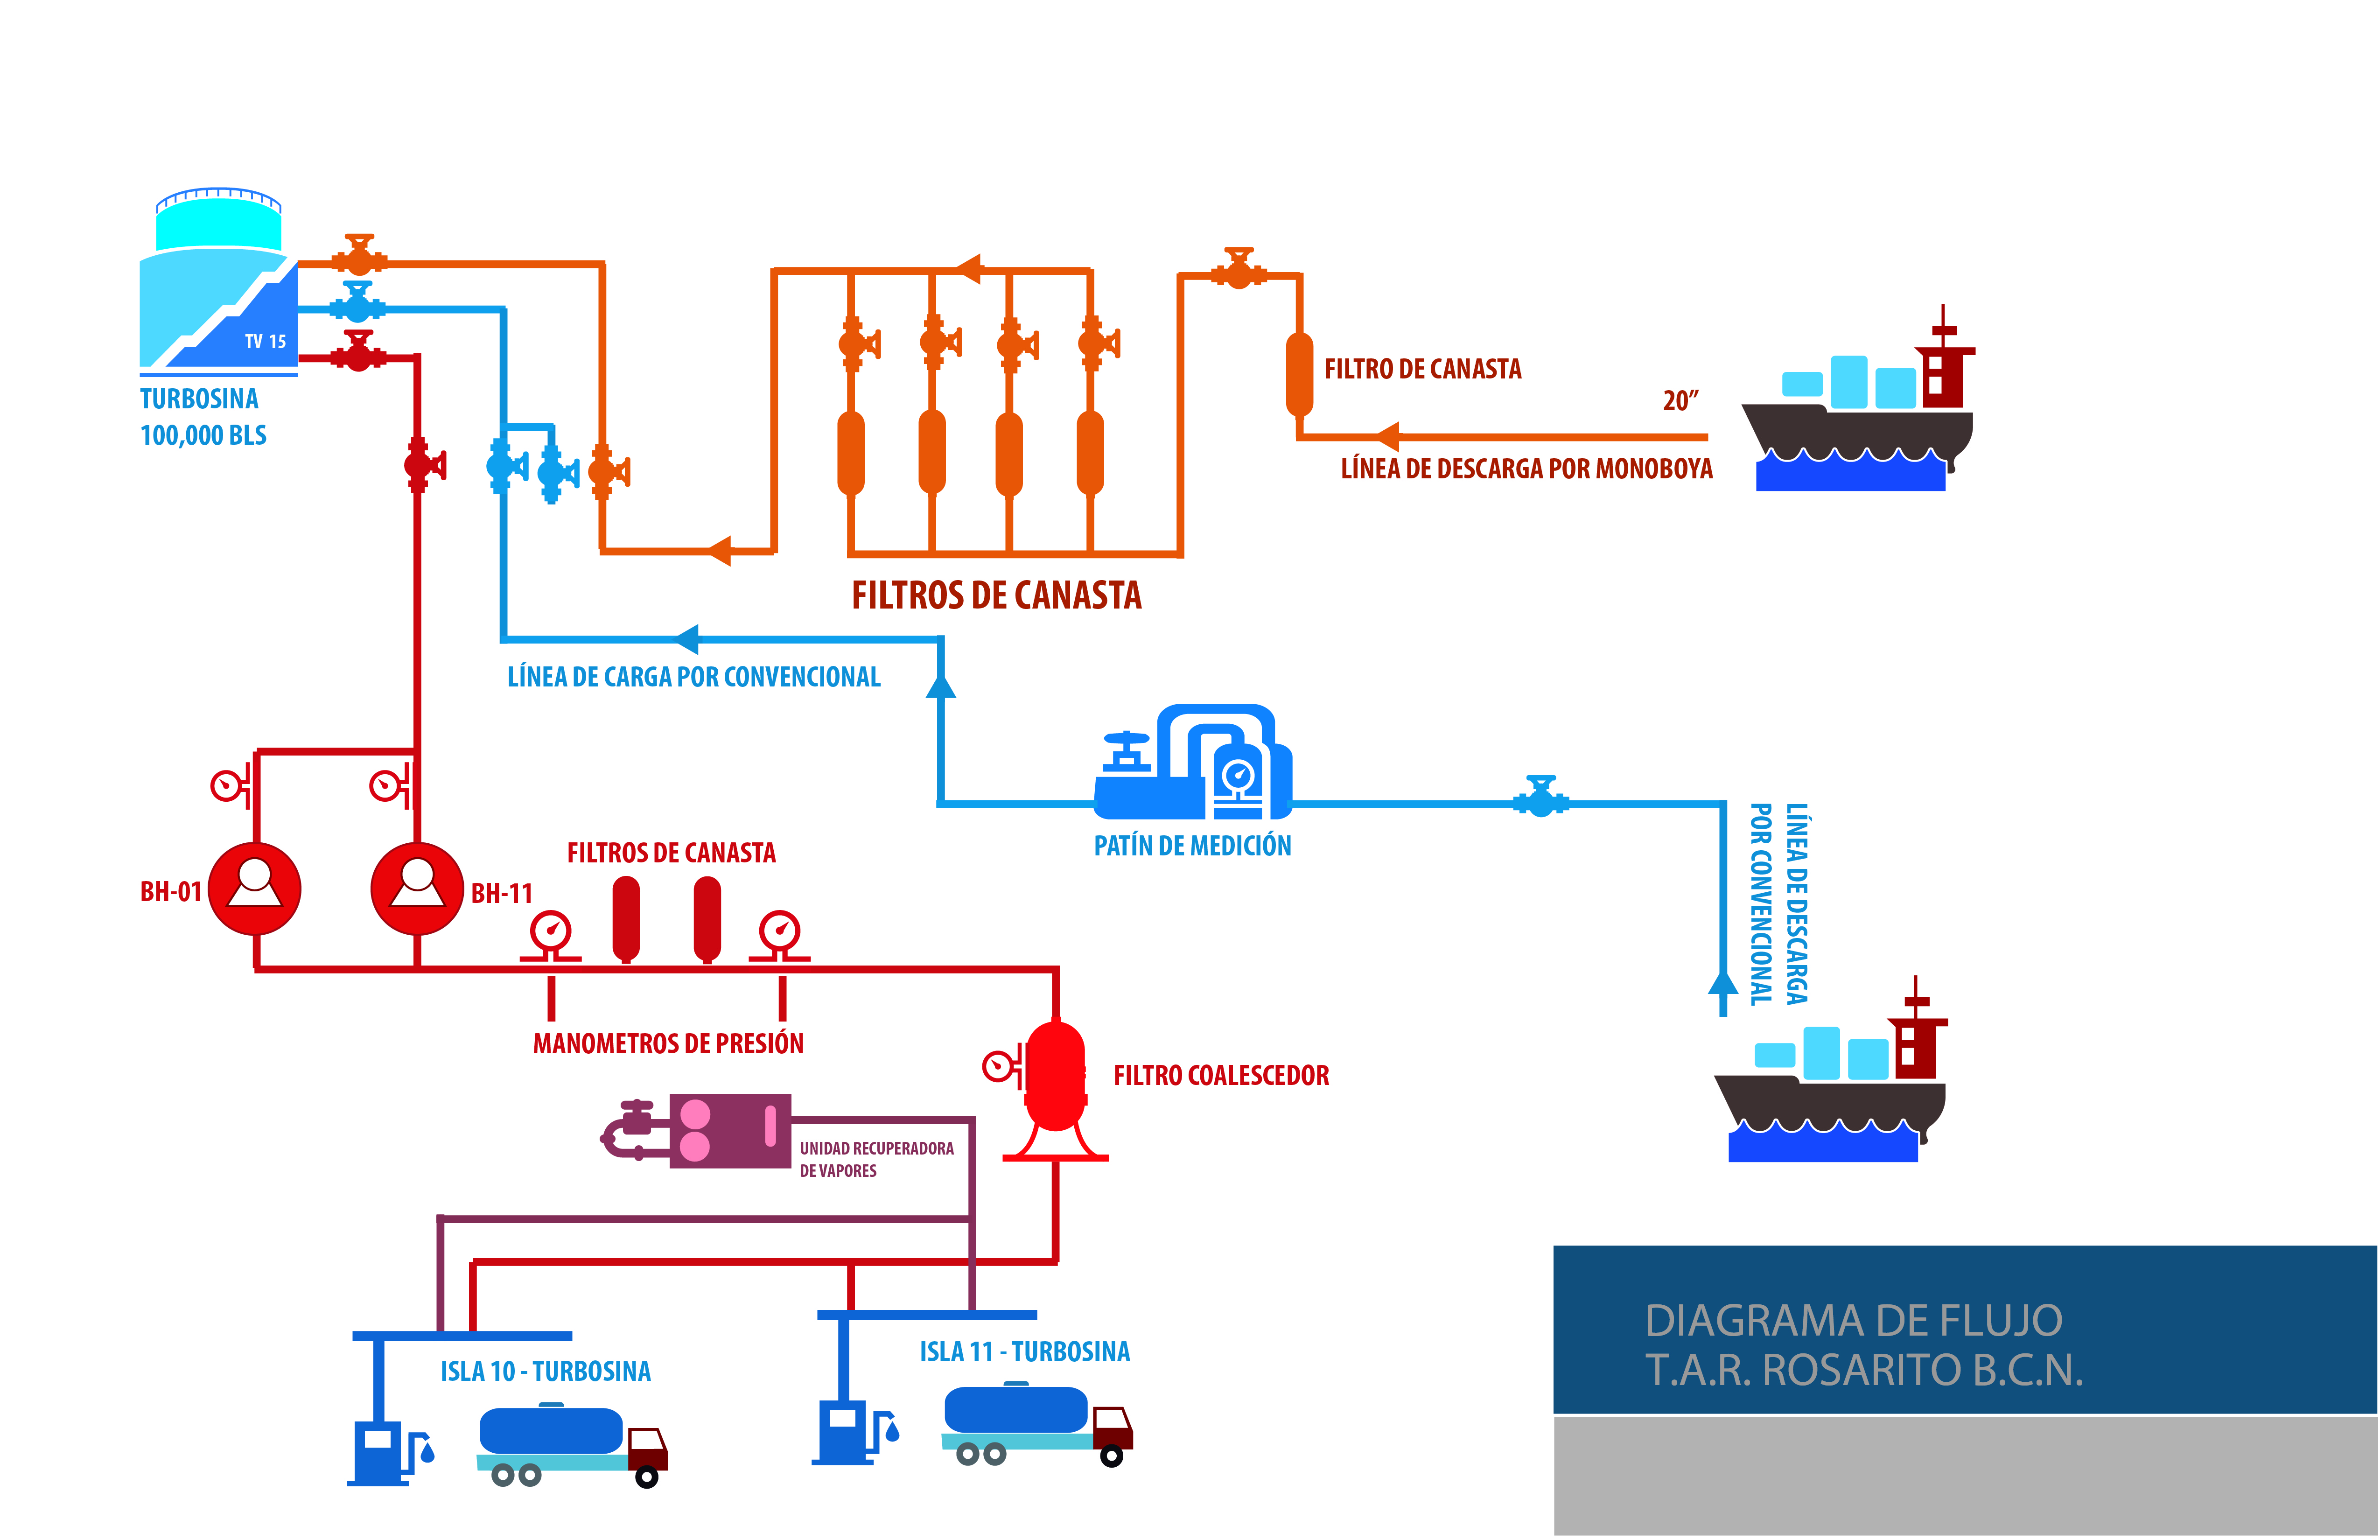 TV 15
TURBOSINA
100,000 BLS
FILTRO DE CANASTA
20”
LÍNEA DE DESCARGA POR MONOBOYA
FILTROS DE CANASTA
LÍNEA DE CARGA POR CONVENCIONAL
PATÍN DE MEDICIÓN
LÍNEA DE DESCARGA
POR CONVENCIONAL
FILTROS DE CANASTA
BH-01
BH-11
MANOMETROS DE PRESIÓN
FILTRO COALESCEDOR
UNIDAD RECUPERADORA
DE VAPORES
ISLA 11 - TURBOSINA
ISLA 10 - TURBOSINA
DIAGRAMA DE FLUJO
T.A.R. ROSARITO B.C.N.